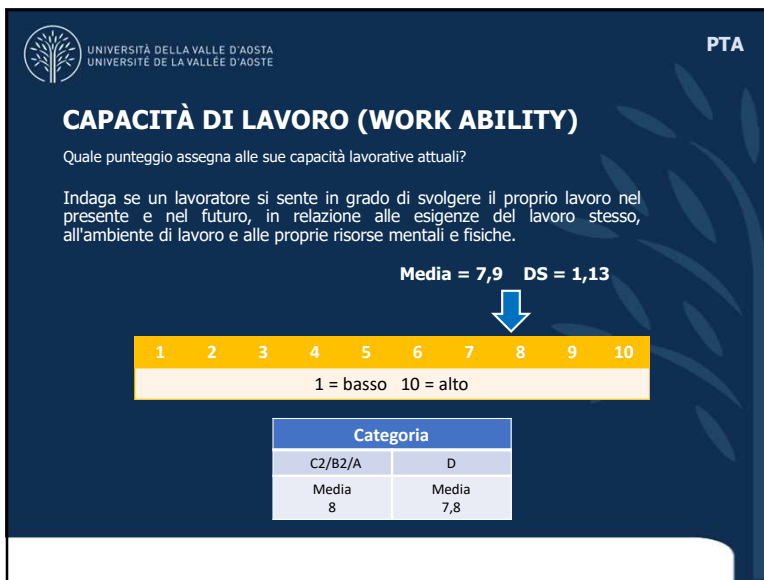 UNIVERSITÀ DELLA VALLE D'AOSTA
UNIVERSITÉ DE LA VALLÉE D'AOSTE
PTA
CAPACITÀ DI LAVORO (WORK ABILITY)
Quale punteggio assegna alle sue capacità lavorative attuali?
Indaga se un lavoratore si sente in grado di svolgere il proprio lavoro nel
presente e nel futuro, in relazione alle esigenze del lavoro stesso,
all'ambiente di lavoro e alle proprie risorse mentali e fisiche.
Media = 7,9 DS = 1,13
1 2 3 4 5 6 7 8 9 10
1 = basso 10 = alto
Categoria
C2/B2/A D
Media Media
8 7,8